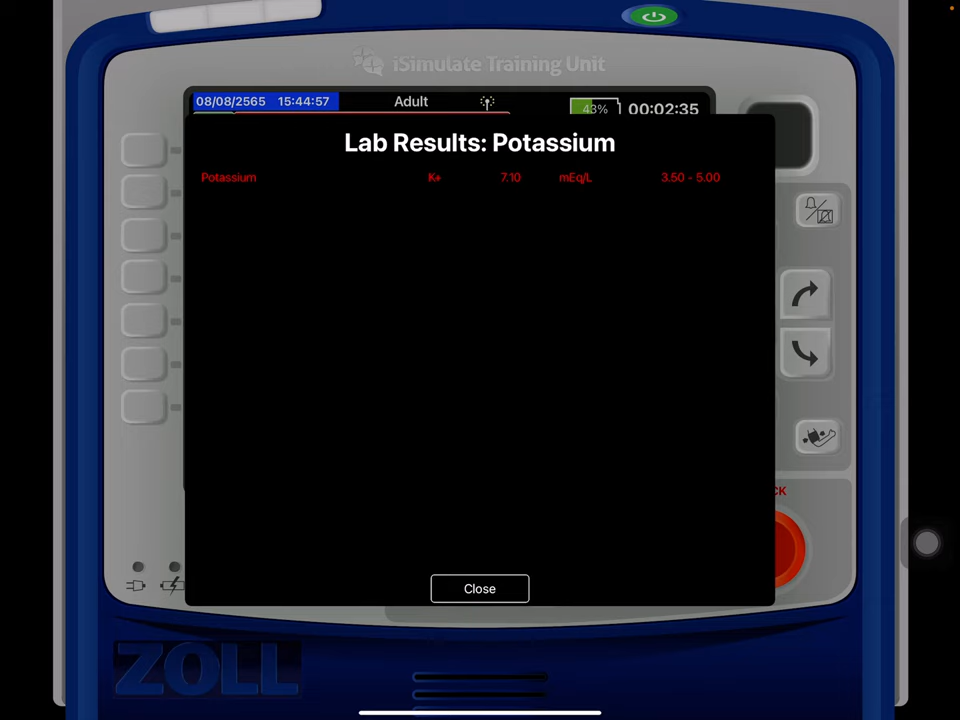 iSimulate Training Unit
08/08/2565 15:44:57 Adult 43% 00:02:35
Lab Results: Potassium
Potassium K+ 7.10 mEq/L 3.50 - 5.00
CK
Close
ZOLL